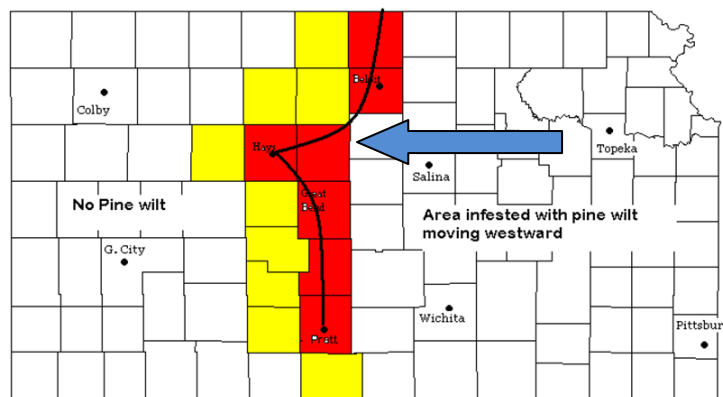 Beloit
Colby
Hays
Topeka
Salina
No Pine wilt
Great
Bend
Area infested with pine wilt
moving westward
G. City
Wichita
Pratt
Pittsbur